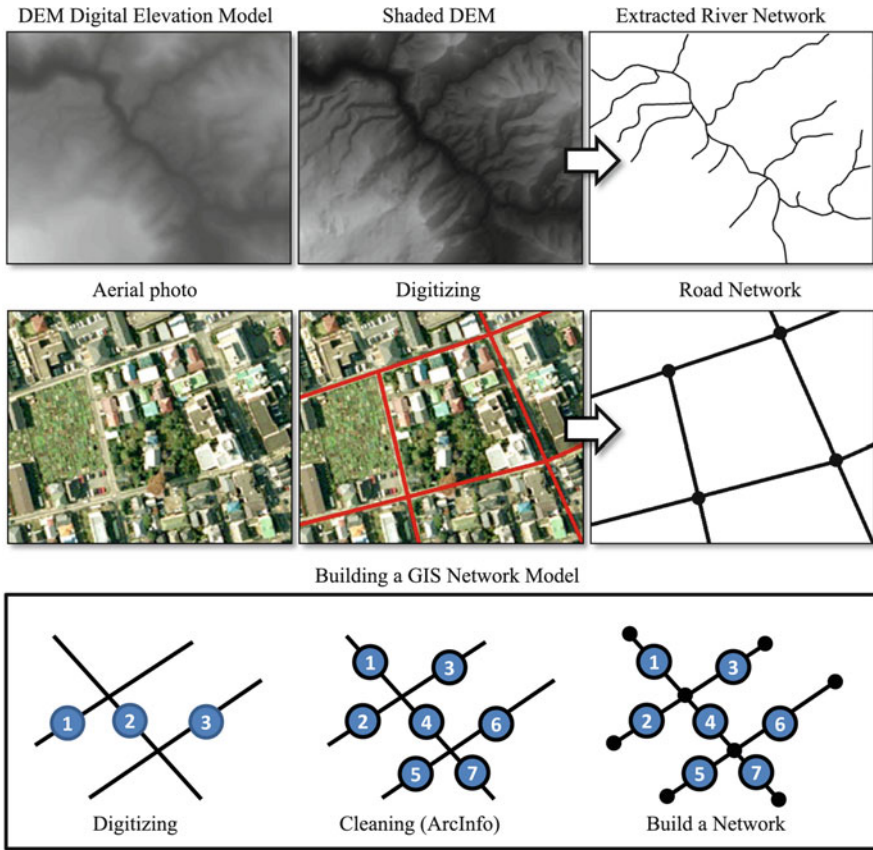 DEM Digital Elevation Model
Shaded DEM
Extracted River Network
Aerial photo
Digitizing
Road Network
Building a GIS Network Model
1
2
3
1
3
2
4
6
5
7
1
3
2
4
6
5
7
Digitizing
Cleaning (ArcInfo)
Build a Network